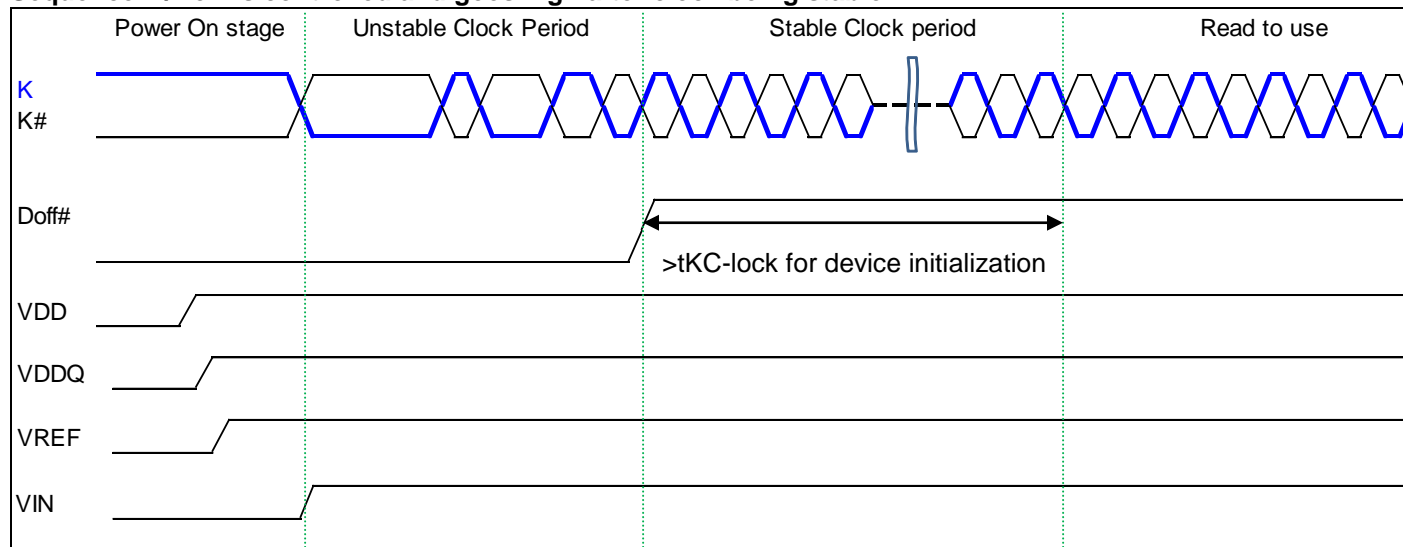 Power On stage Unstable Clock Period Stable Clock period Read to use
K
K#
Doff#
>tKC-lock for device initialization
VDD
VDDQ
VREF
VIN